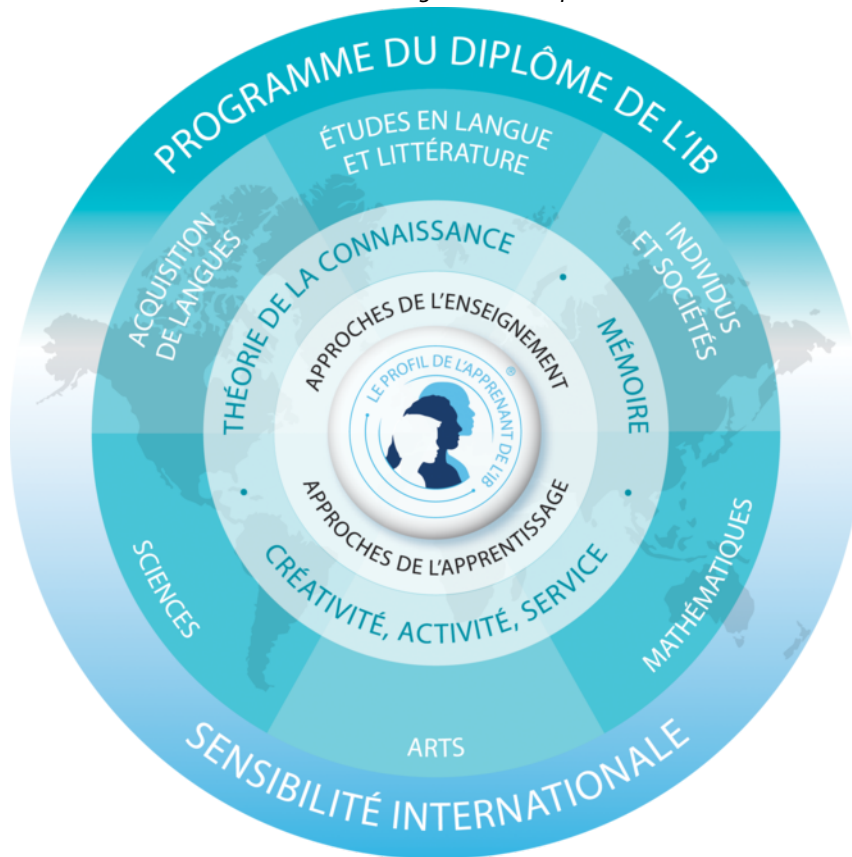 PROGRAMME DU DIPLÔME DE L'IB
ÉTUDES EN LANGUE
ET LITTÉRATURE
ACQUISITION
DE LANGUES
INDIVIDUS
ET SOCIÉTÉS
THÉORIE DE LA CONNAISSANCE
MÉMOIRE
APPROCHES DE L'ENSEIGNEMENT
LE PROFIL DE L'APPRENANT DE L'IB
®
APPROCHES DE L'APPRENTISSAGE
CRÉATIVITÉ, ACTIVITÉ, SERVICE
SCIENCES
MATHÉMATIQUES
ARTS
SENSIBILITÉ INTERNATIONALE